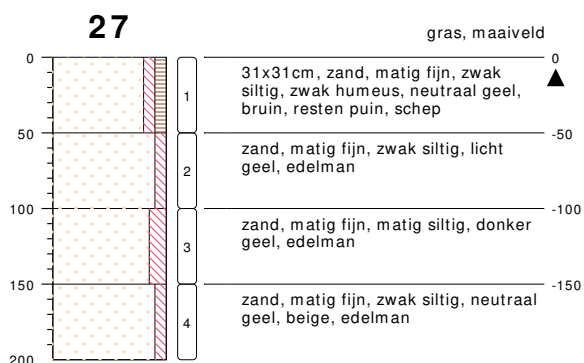 27
gras, maaiveld
0
0
31x31cm, zand, matig fijn, zwak
siltig, zwak humeus, neutraal geel,
bruin, resten puin, schep
1
50
-50
zand, matig fijn, zwak siltig, licht
geel, edelman
2
100
-100
zand, matig fijn, matig siltig, donker
geel, edelman
3
150
-150
zand, matig fijn, zwak siltig, neutraal
geel, beige, edelman
4
200